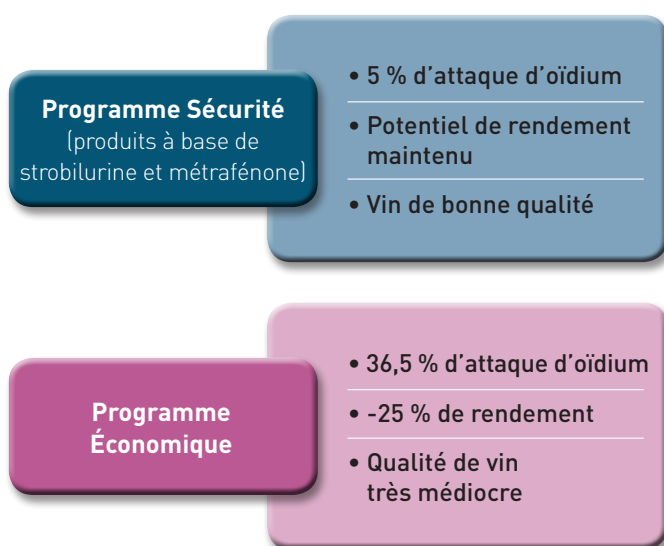 Programme Sécurité
(produits à base de
strobilurine et métrafénone)
• 5 % d’attaque d’oïdium
• Potentiel de rendement
maintenu
• Vin de bonne qualité
Programme
Économique
• 36,5 % d’attaque d’oïdium
• -25 % de rendement
• Qualité de vin
très médiocre